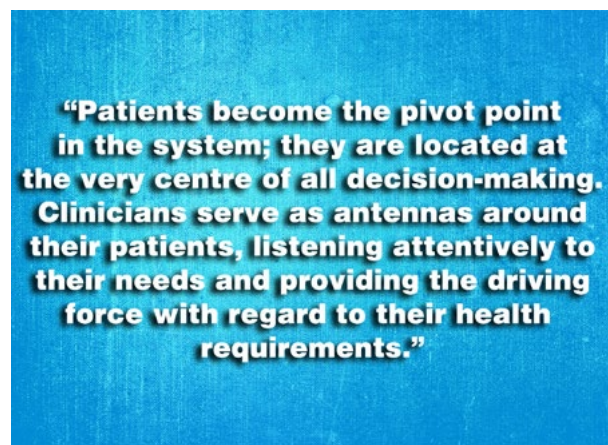 “Patients become the pivot point
in the system; they are located at
the very centre of all decision-making.
Clinicians serve as antennas around
their patients, listening attentively to
their needs and providing the driving
force with regard to their health
requirements.”